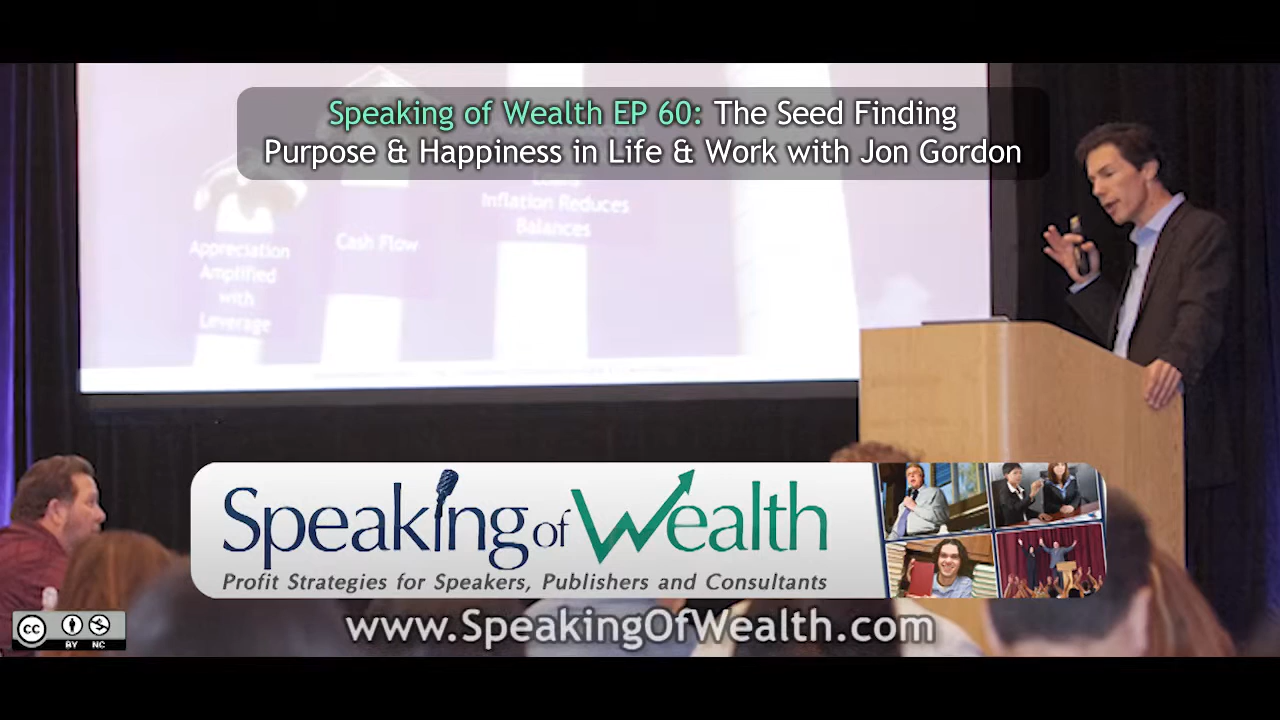 Speaking of Wealth EP 60: The Seed Finding
Purpose & Happiness in Life & Work with Jon Gordon
Inflation Reduces
Balances
Appreciation
Amplified
with
Leverage
Cash Flow
Speaking of Wealth
Profit Strategies for Speakers, Publishers and Consultants
www.SpeakingOfWealth.com
cc
BY NC